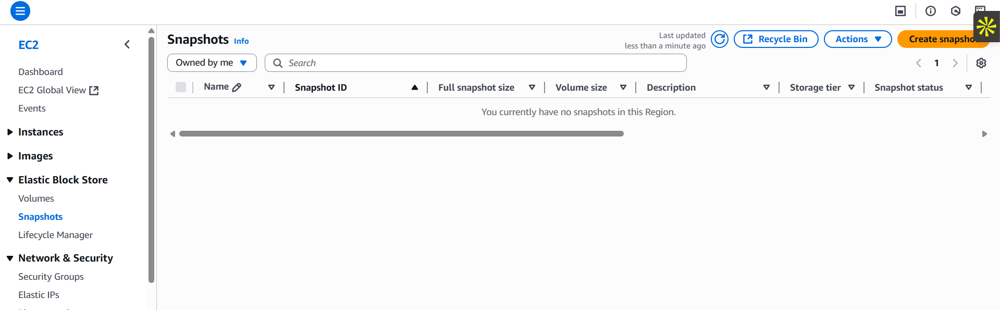 EC2
Dashboard
EC2 Global View
Events
Instances
Images
Elastic Block Store
Volumes
Snapshots
Lifecycle Manager
Network & Security
Security Groups
Elastic IPs
Snapshots Info
Last updated
less than a minute ago
Recycle Bin
Actions
Create snapsho
Owned by me
Search
1
Name Snapshot ID Full snapshot size Volume size Description Storage tier Snapshot status
You currently have no snapshots in this Region.